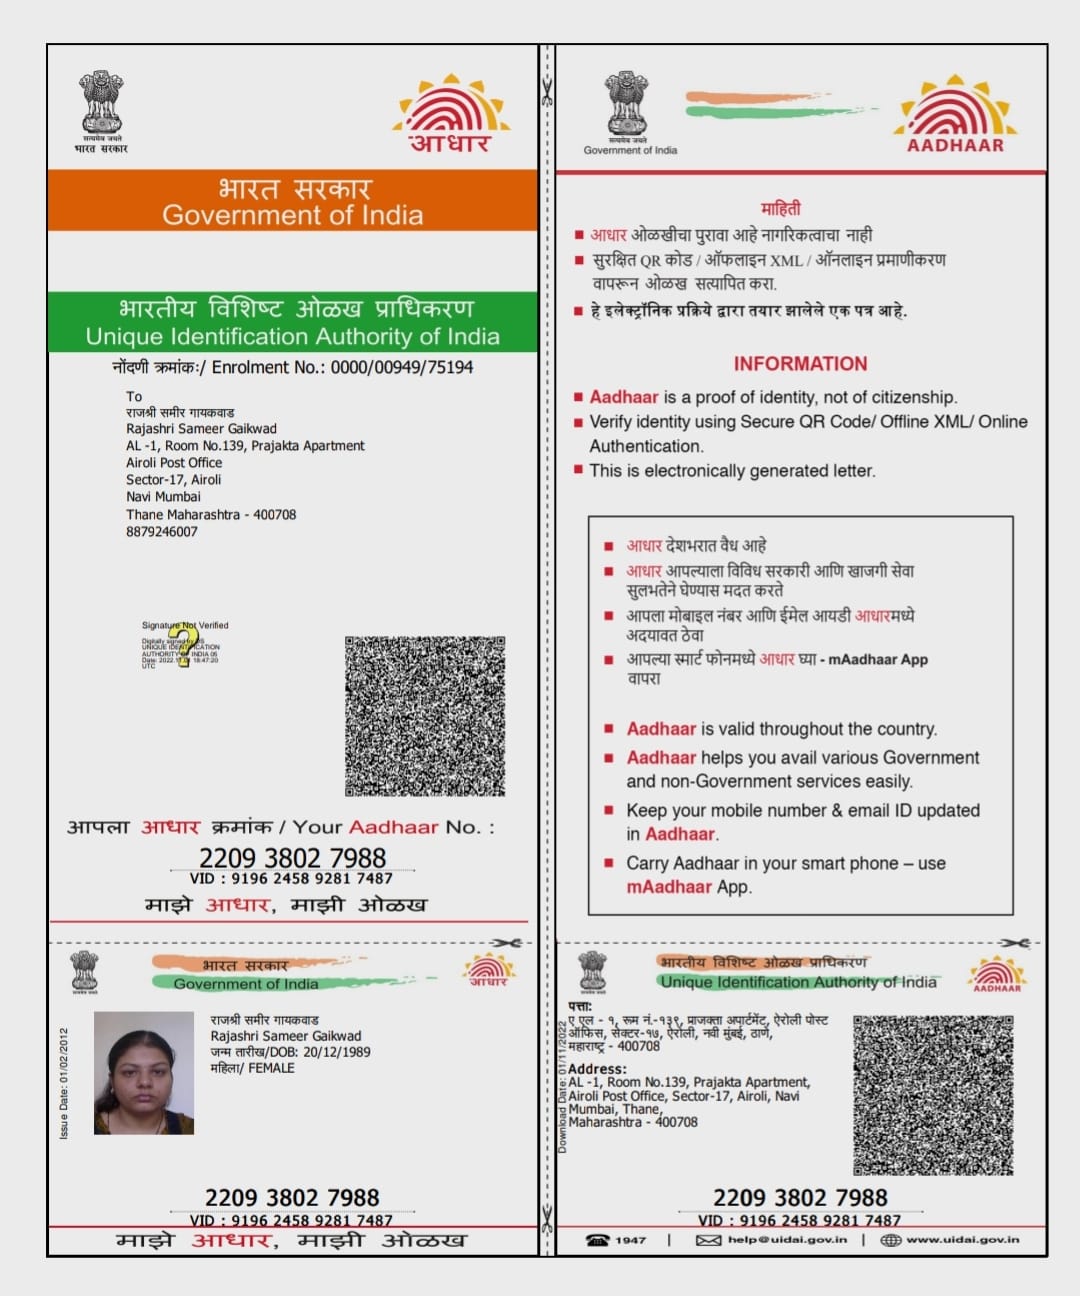 सत्यमेव जयते
भारत सरकार
आधार
भारत सरकार
Government of India
भारतीय विशिष्ट ओळख प्राधिकरण
Unique Identification Authority of India
नोंदणी क्रमांक:/ Enrolment No.: 0000/00949/75194
To
राजश्री समीर गायकवाड
Rajashri Sameer Gaikwad
AL -1, Room No.139, Prajakta Apartment
Airoli Post Office
Sector-17, Airoli
Navi Mumbai
Thane Maharashtra - 400708
8879246007
Signature Not Verified
Digitally signed by DS
UNIQUE IDENTIFICATION
AUTHORITY OF INDIA 05
Date: 2022.11.01 18:47:20
UTC
आपला आधार क्रमांक / Your Aadhaar No. :
2209 3802 7988
VID : 9196 2458 9281 7487
माझे आधार, माझी ओळख
सत्यमेव जयते
Government of India
AADHAAR
माहिती
आधार ओळखीचा पुरावा आहे नागरिकत्वाचा नाही
सुरक्षित QR कोड / ऑफलाइन XML / ऑनलाइन प्रमाणीकरण
वापरून ओळख सत्यापित करा.
हे इलेक्ट्रॉनिक प्रक्रिये द्वारा तयार झालेले एक पत्र आहे.
INFORMATION
Aadhaar is a proof of identity, not of citizenship.
Verify identity using Secure QR Code/ Offline XML/ Online
Authentication.
This is electronically generated letter.
आधार देशभरात वैध आहे
आधार आपल्याला विविध सरकारी आणि खाजगी सेवा
सुलभतेने घेण्यास मदत करते
आपला मोबाइल नंबर आणि ईमेल आयडी आधारमध्ये
अदयावत ठेवा
आपल्या स्मार्ट फोनमध्ये आधार घ्या - mAadhaar App
वापरा
Aadhaar is valid throughout the country.
Aadhaar helps you avail various Government
and non-Government services easily.
Keep your mobile number & email ID updated
in Aadhaar.
Carry Aadhaar in your smart phone – use
mAadhaar App.
भारत सरकार
Government of India
आधार
Issue Date: 01/02/2012
राजश्री समीर गायकवाड
Rajashri Sameer Gaikwad
जन्म तारीख/DOB: 20/12/1989
महिला/ FEMALE
2209 3802 7988
VID : 9196 2458 9281 7487
माझे आधार, माझी ओळख
भारतीय विशिष्ट ओळख प्राधिकरण
Unique Identification Authority of India
AADHAAR
Download Date: 01/11/2022
पत्ता:
ए एल - १, रूम नं.-१३९, प्राजक्ता अपार्टमेंट, ऐरोली पोस्ट
ऑफिस, सेक्टर-१७, ऐरोली, नवी मुंबई, ठाणे,
महाराष्ट्र - 400708
Address:
AL -1, Room No.139, Prajakta Apartment,
Airoli Post Office, Sector-17, Airoli, Navi
Mumbai, Thane,
Maharashtra - 400708
2209 3802 7988
VID : 9196 2458 9281 7487
1947 | help@uidai.gov.in | www.uidai.gov.in